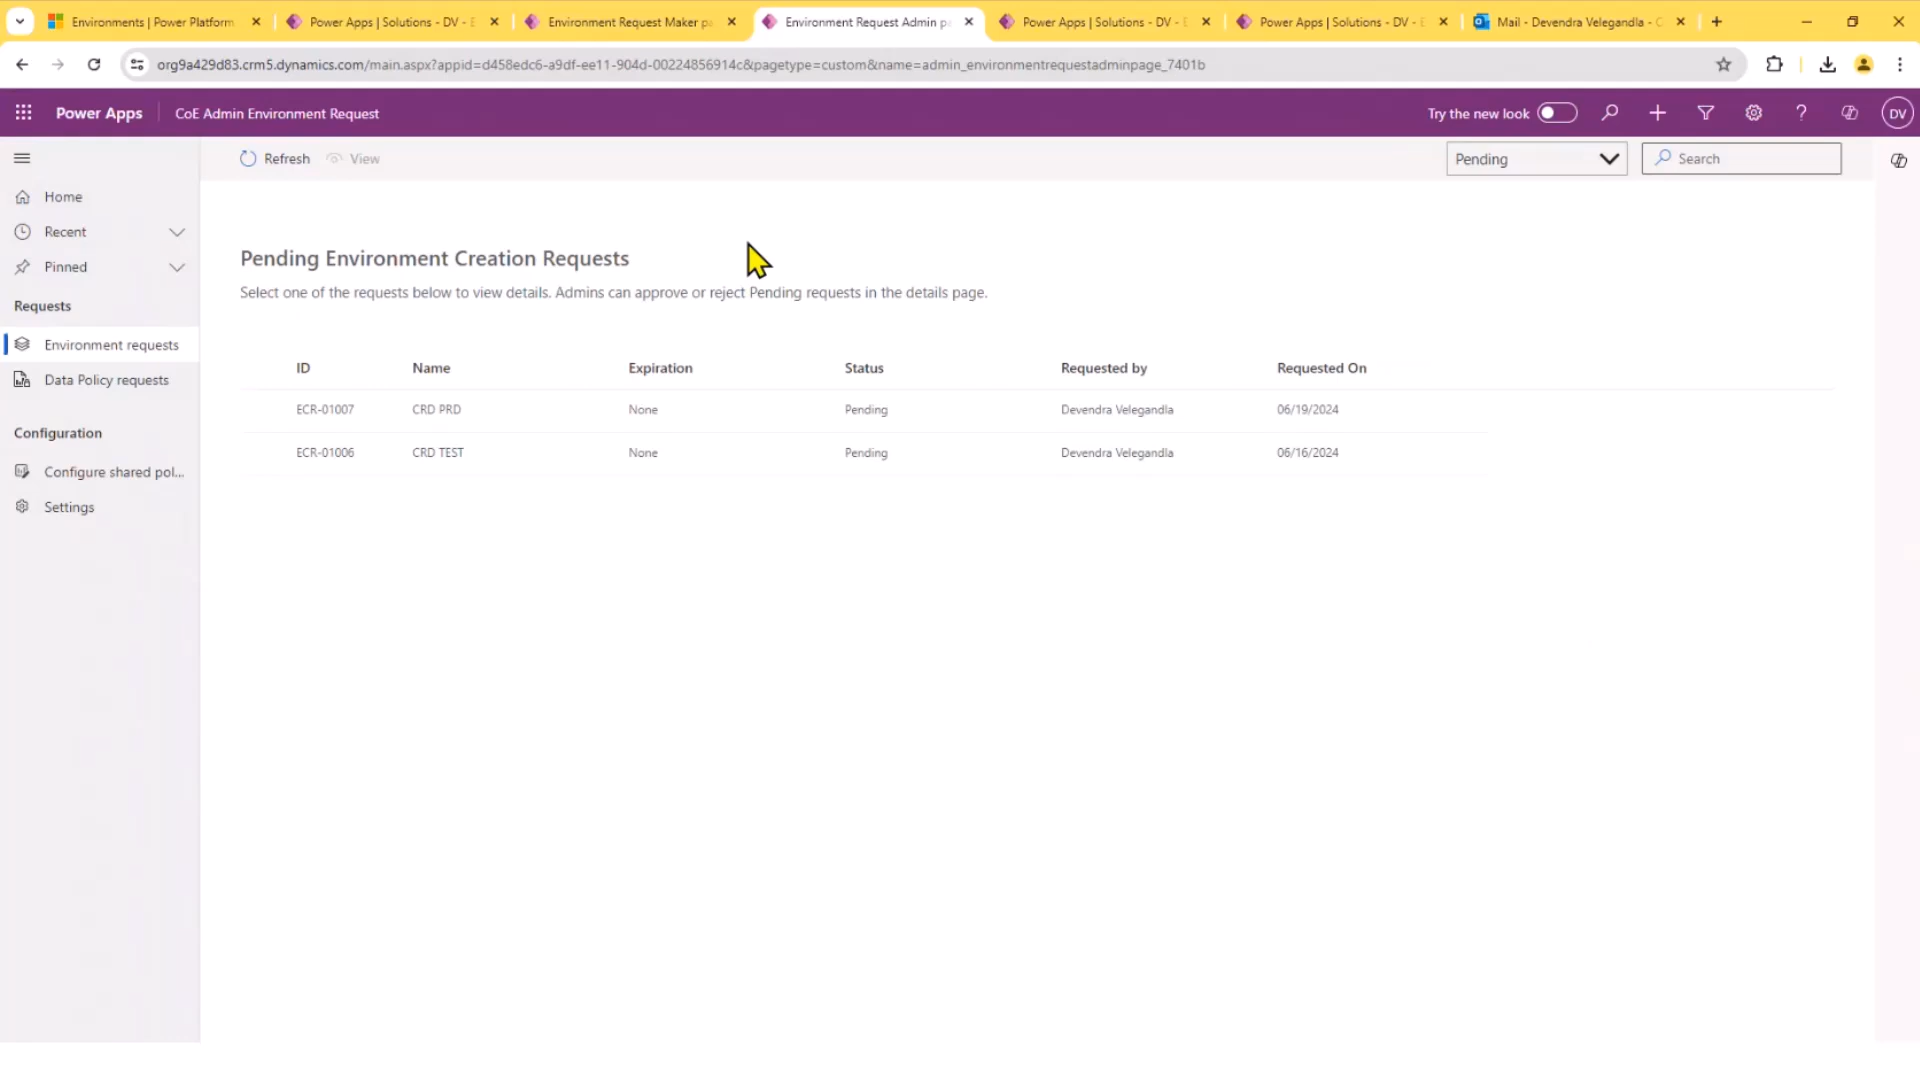 Environments | Power Platform
Power Apps | Solutions - DV - E
Environment Request Maker pa
Environment Request Admin pa
Power Apps | Solutions - DV - E
Power Apps | Solutions - DV - E
Mail - Devendra Velegandla - O
org9a429d83.crm5.dynamics.com/main.aspx?appid=d458edc6-a9df-ee11-904d-00224856914c&pagetype=custom&name=admin_environmentrequestadminpage_7401b
Power Apps
CoE Admin Environment Request
Try the new look
DV
Refresh
View
Pending
Search
Home
Recent
Pinned
Requests
Environment requests
Data Policy requests
Configuration
Configure shared pol...
Settings
Pending Environment Creation Requests
Select one of the requests below to view details. Admins can approve or reject Pending requests in the details page.
ID Name Expiration Status Requested by Requested On
ECR-01007 CRD PRD None Pending Devendra Velegandla 06/19/2024
ECR-01006 CRD TEST None Pending Devendra Velegandla 06/16/2024